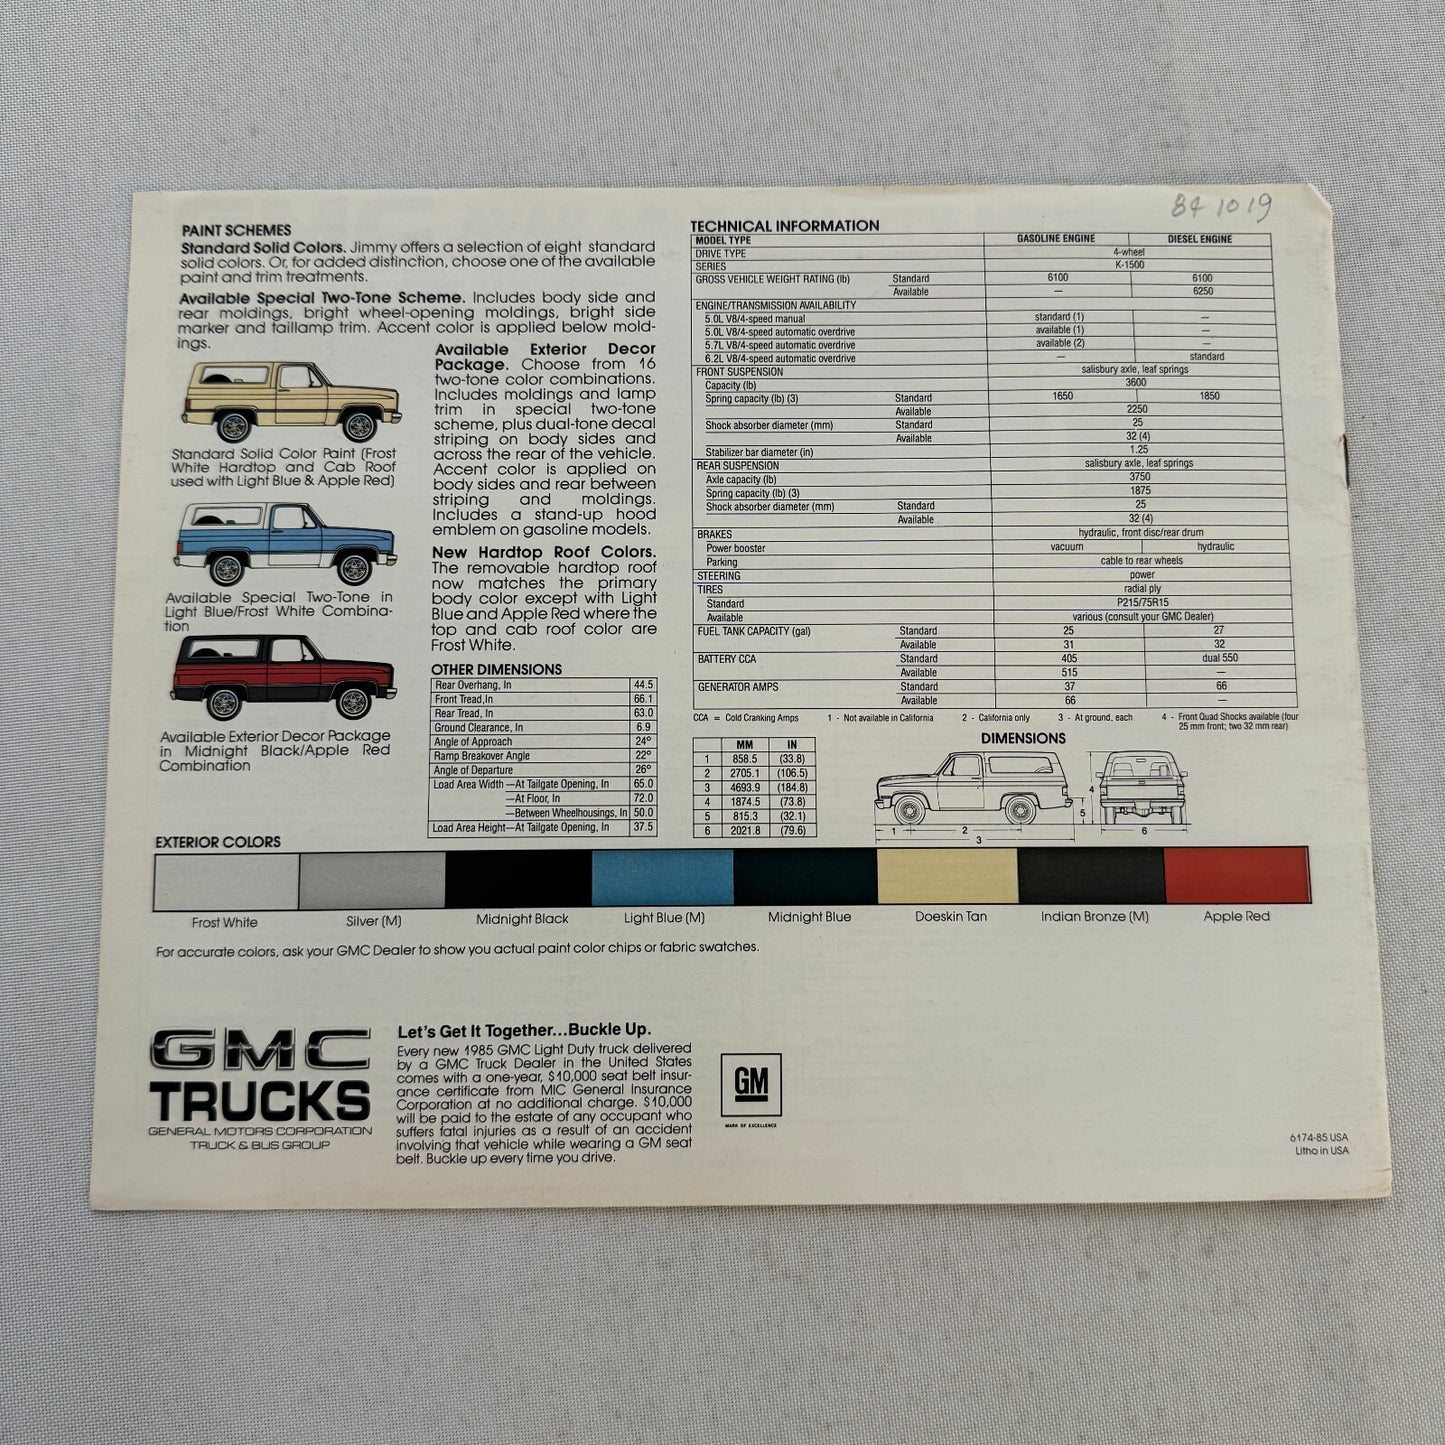 84 10 19
PAINT SCHEMES
Standard Solid Colors. Jimmy offers a selection of eight standard
solid colors. Or, for added distinction, choose one of the available
paint and trim treatments.
Available Special Two-Tone Scheme. Includes body side and
rear moldings, bright wheel-opening moldings, bright side
marker and taillamp trim. Accent color is applied below mold-
ings.
Standard Solid Color Paint (Frost
White Hardtop and Cab Roof
used with Light Blue & Apple Red)
Available Special Two-Tone in
Light Blue/Frost White Combina-
tion
Available Exterior Decor Package
in Midnight Black/Apple Red
Combination
Available Exterior Decor
Package. Choose from 16
two-tone color combinations.
Includes moldings and lamp
trim in special two-tone
scheme, plus dual-tone decal
striping on body sides and
across the rear of the vehicle.
Accent color is applied on
body sides and rear between
striping and moldings.
Includes a stand-up hood
emblem on gasoline models.
New Hardtop Roof Colors.
The removable hardtop roof
now matches the primary
body color except with Light
Blue and Apple Red where the
top and cab roof color are
Frost White.
OTHER DIMENSIONS
Rear Overhang, In 44.5
Front Tread, In 66.1
Rear Tread, In 63.0
Ground Clearance, In 6.9
Angle of Approach 24°
Ramp Breakover Angle 22°
Angle of Departure 26°
Load Area Width —At Tailgate Opening, In 65.0
—At Floor, In 72.0
—Between Wheelhousings, In 50.0
Load Area Height—At Tailgate Opening, In 37.5
TECHNICAL INFORMATION
MODEL TYPE GASOLINE ENGINE DIESEL ENGINE
DRIVE TYPE 4-wheel
SERIES K-1500
GROSS VEHICLE WEIGHT RATING (lb) Standard 6100 6100
Available — 6250
ENGINE/TRANSMISSION AVAILABILITY
5.0L V8/4-speed manual standard (1) —
5.0L V8/4-speed automatic overdrive available (1) —
5.7L V8/4-speed automatic overdrive available (2) —
6.2L V8/4-speed automatic overdrive — standard
FRONT SUSPENSION salisbury axle, leaf springs
Capacity (lb) 3600
Spring capacity (lb) (3) Standard 1650 1850
Available 2250
Shock absorber diameter (mm) Standard 25
Available 32 (4)
Stabilizer bar diameter (in) 1.25
REAR SUSPENSION salisbury axle, leaf springs
Axle capacity (lb) 3750
Spring capacity (lb) (3) 1875
Shock absorber diameter (mm) Standard 25
Available 32 (4)
BRAKES hydraulic, front disc/rear drum
Power booster vacuum hydraulic
Parking cable to rear wheels
STEERING power
TIRES radial ply
Standard P215/75R15
Available various (consult your GMC Dealer)
FUEL TANK CAPACITY (gal) Standard 25 27
Available 31 32
BATTERY CCA Standard 405 dual 550
Available 515 —
GENERATOR AMPS Standard 37 66
Available 66 —
CCA = Cold Cranking Amps 1 - Not available in California 2 - California only 3 - At ground, each 4 - Front Quad Shocks available (four
25 mm front; two 32 mm rear)
MM IN
1 858.5 (33.8)
2 2705.1 (106.5)
3 4693.9 (184.8)
4 1874.5 (73.8)
5 815.3 (32.1)
6 2021.8 (79.6)
DIMENSIONS
4
5
1 2 6
3
EXTERIOR COLORS
Frost White Silver (M) Midnight Black Light Blue (M) Midnight Blue Doeskin Tan Indian Bronze (M) Apple Red
For accurate colors, ask your GMC Dealer to show you actual paint color chips or fabric swatches.
GMC
TRUCKS
GENERAL MOTORS CORPORATION
TRUCK & BUS GROUP
Let's Get It Together...Buckle Up.
Every new 1985 GMC Light Duty truck delivered
by a GMC Truck Dealer in the United States
comes with a one-year, $10,000 seat belt insur-
ance certificate from MIC General Insurance
Corporation at no additional charge. $10,000
will be paid to the estate of any occupant who
suffers fatal injuries as a result of an accident
involving that vehicle while wearing a GM seat
belt. Buckle up every time you drive.
GM
MARK OF EXCELLENCE
6174-85 USA
Litho in USA